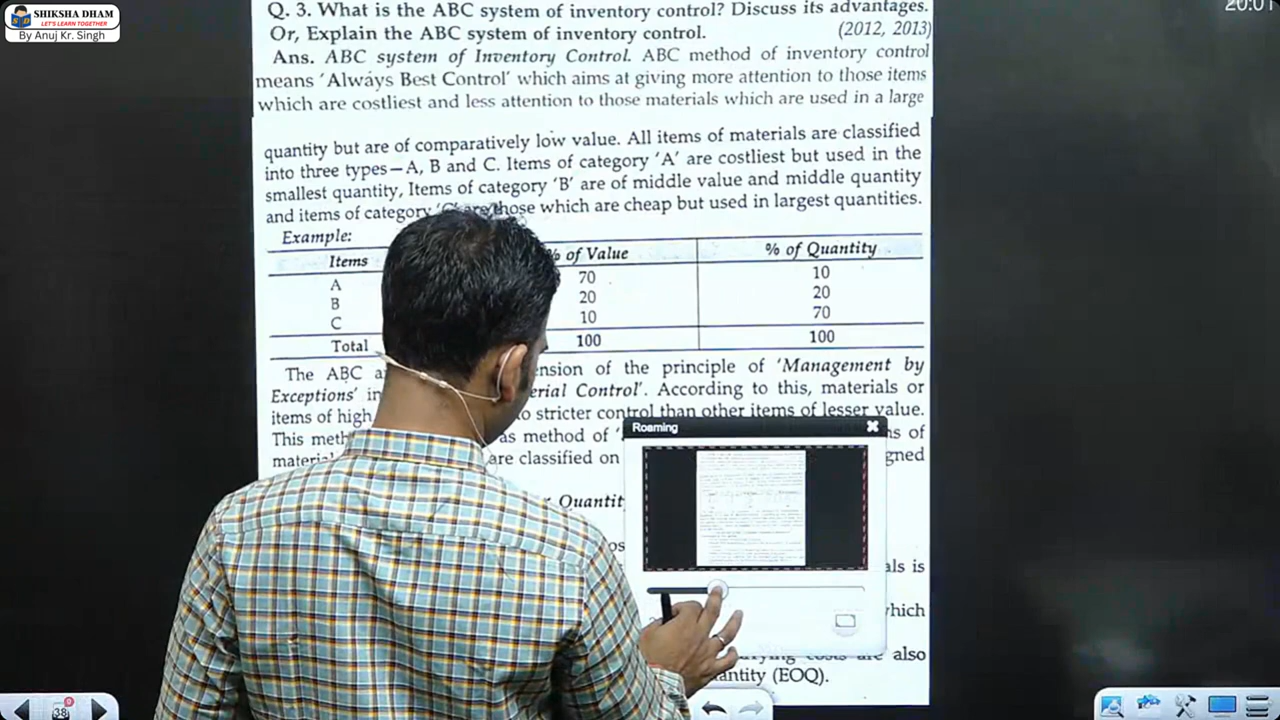 SHIKSHA DHAM
LET'S LEARN TOGETHER
By Anuj Kr. Singh
20:01
Q. 3. What is the ABC system of inventory control? Discuss its advantages.
Or, Explain the ABC system of inventory control. (2012, 2013)
Ans. ABC system of Inventory Control. ABC method of inventory control
means 'Always Best Control' which aims at giving more attention to those items
which are costliest and less attention to those materials which are used in a large
quantity but are of comparatively low value. All items of materials are classified
into three types—A, B and C. Items of category 'A' are costliest but used in the
smallest quantity, Items of category 'B' are of middle value and middle quantity
and items of category 'C' are those which are cheap but used in largest quantities.
Example:
Items of Value % of Quantity
A 70 10
B 20 20
C 10 70
Total 100 100
The ABC ension of the principle of 'Management by
Exceptions' in erial Control'. According to this, materials or
items of high stricter control than other items of lesser value.
This meth as method of ns of
material are classified on gned
Quantit
als is
which
costs are also
antity (EOQ).
Roaming
38